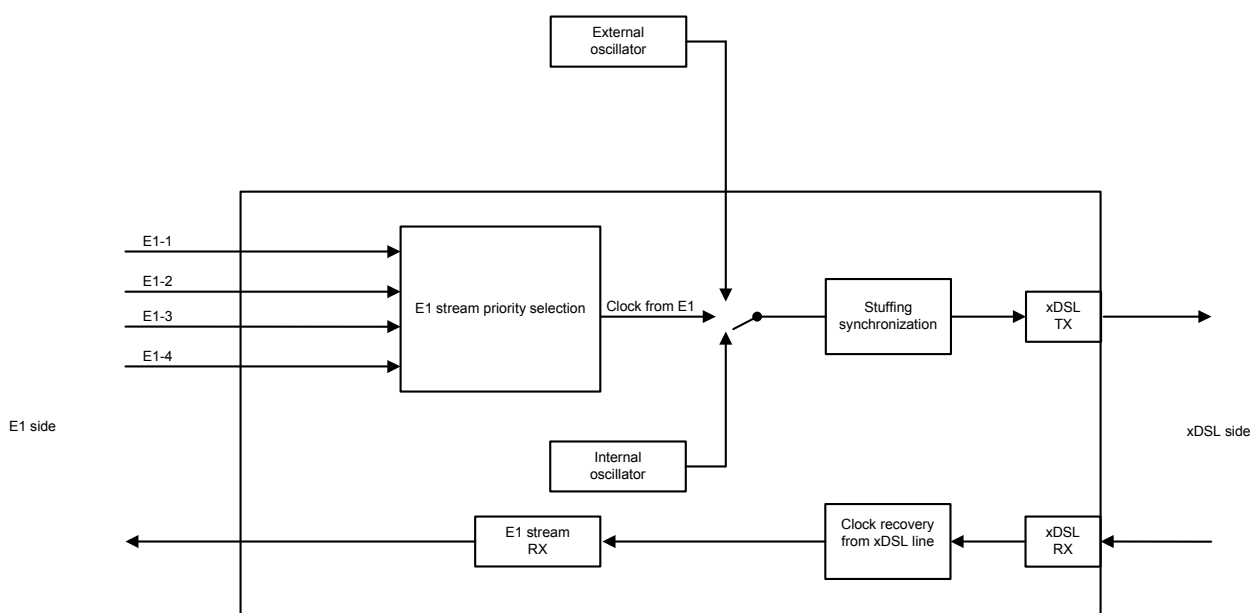 External
oscillator
E1-1
E1-2
E1-3
E1-4
E1 stream priority selection
Clock from E1
Stuffing
synchronization
xDSL
TX
E1 side
xDSL side
Internal
oscillator
E1 stream
RX
Clock recovery
from xDSL line
xDSL
RX